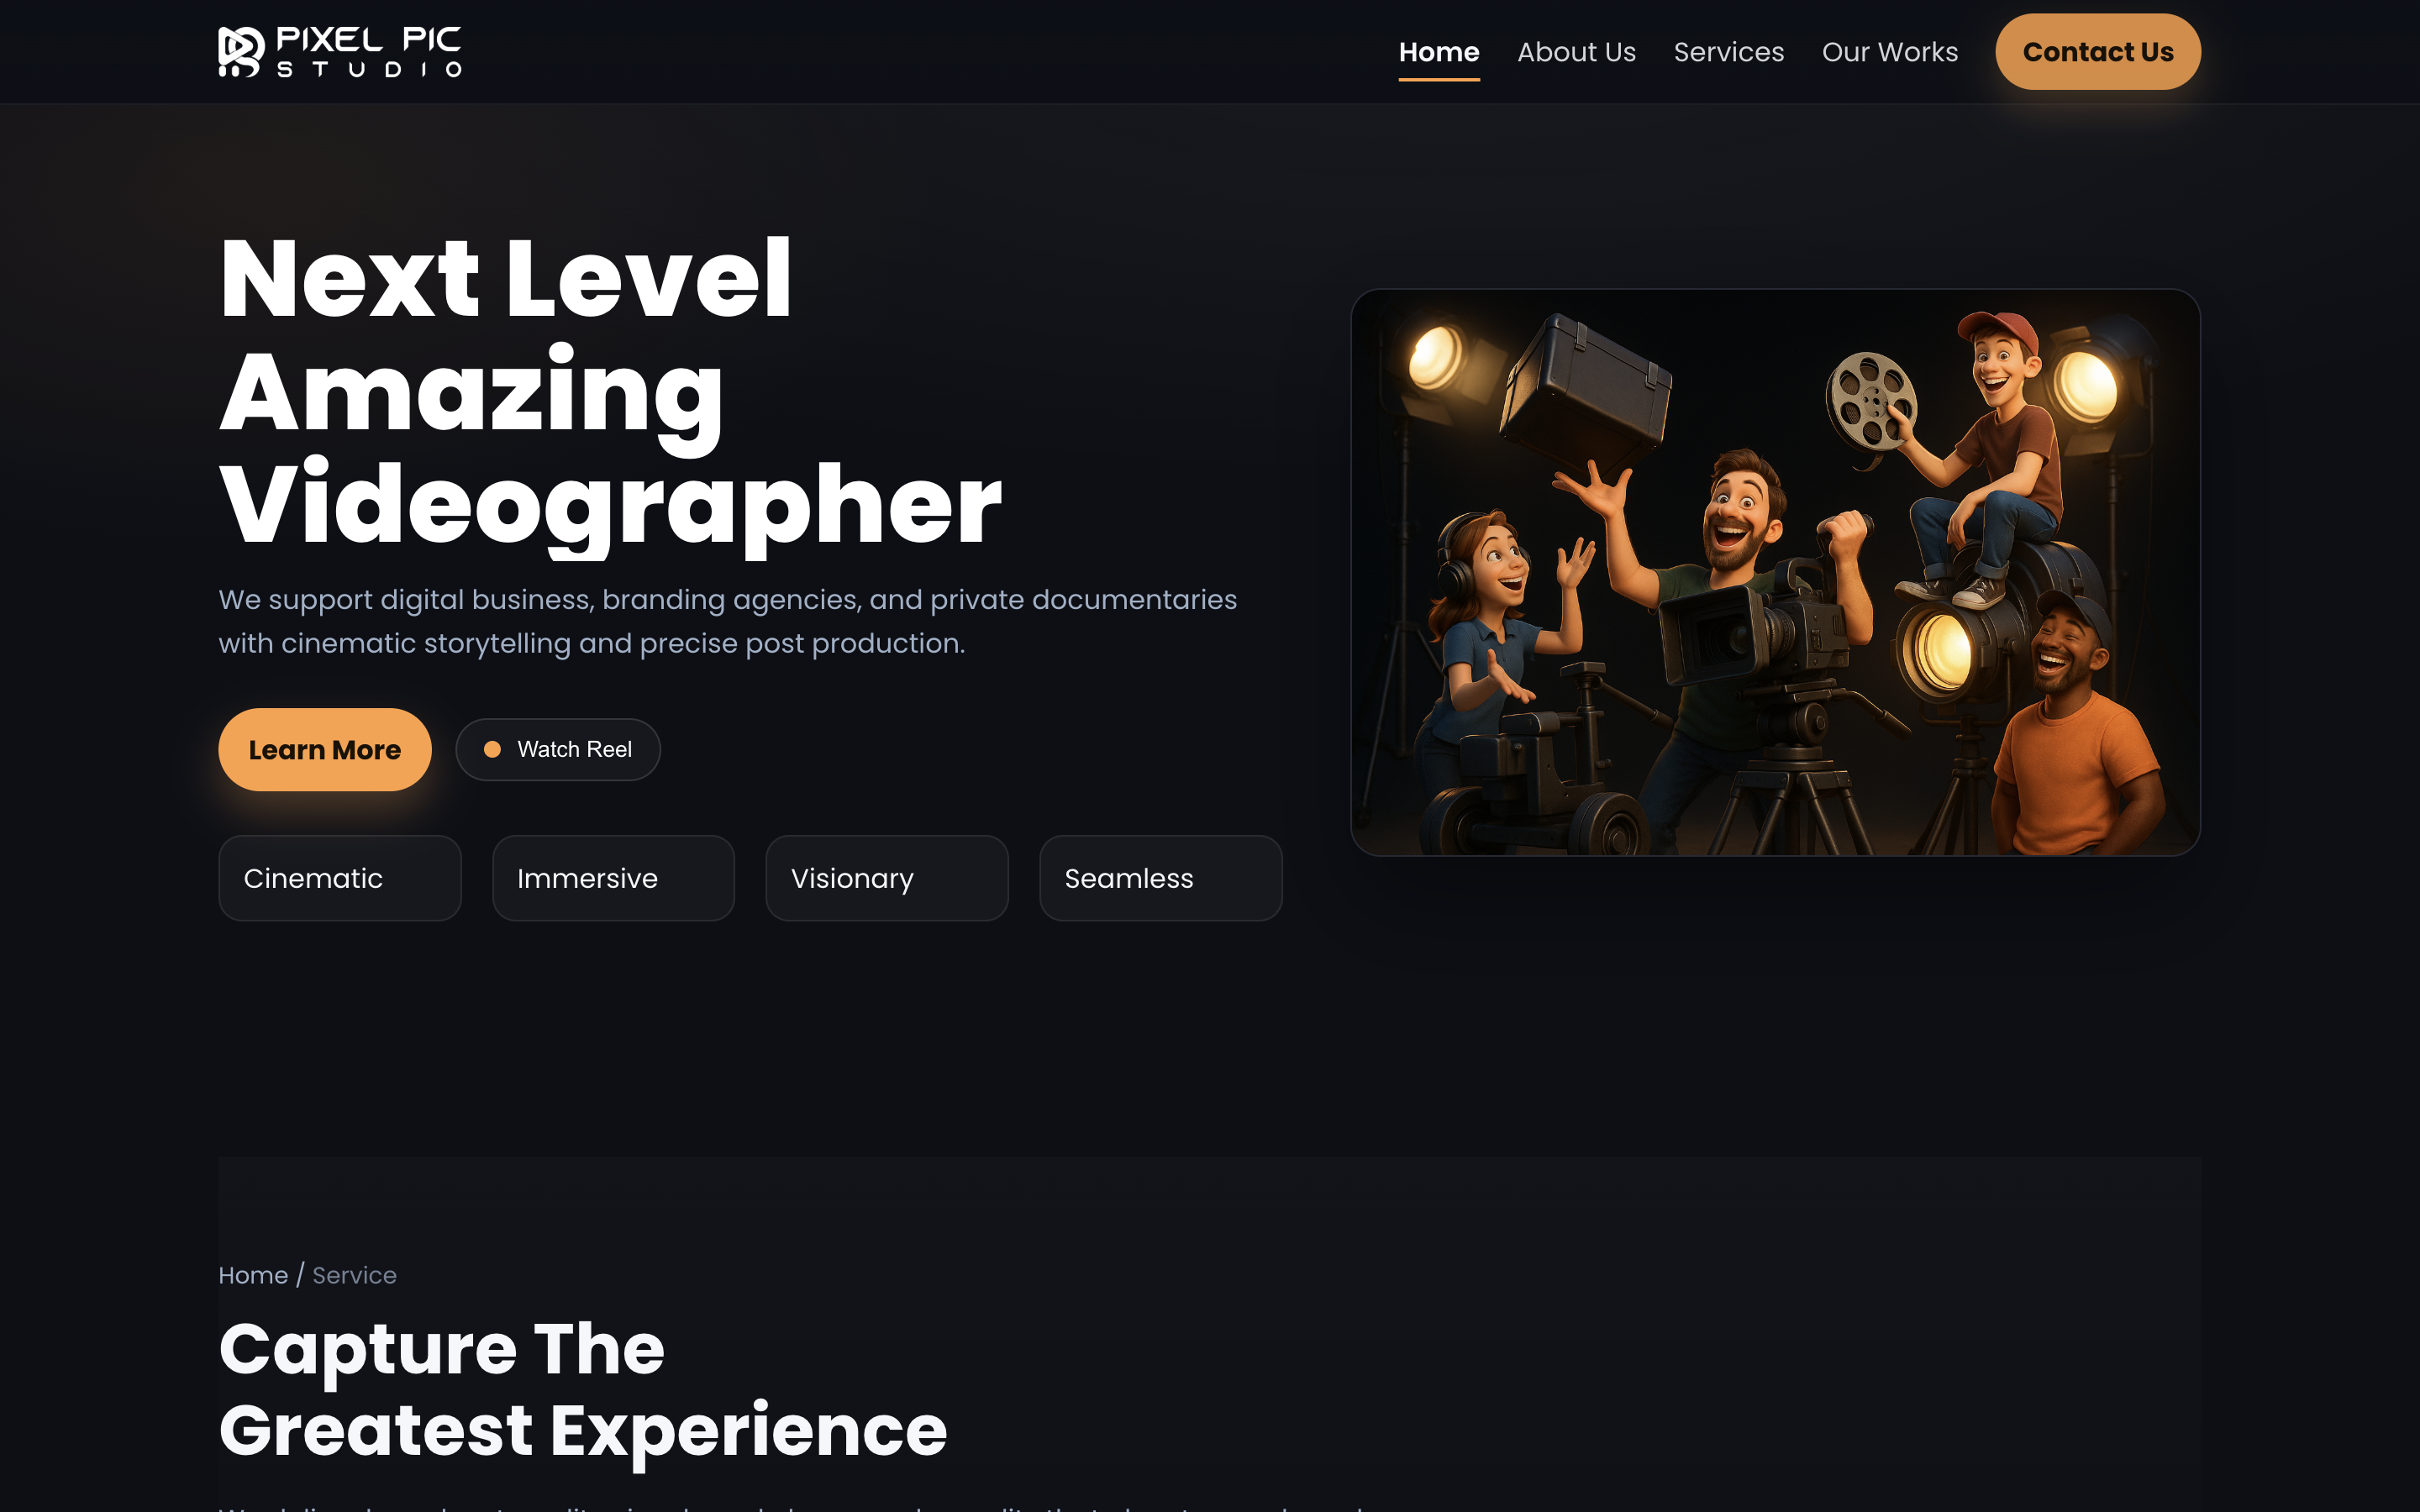 PIXEL PIC
STUDIO
Home About Us Services Our Works Contact Us
Next Level
Amazing
Videographer
We support digital business, branding agencies, and private documentaries
with cinematic storytelling and precise post production.
Learn More Watch Reel
Cinematic Immersive Visionary Seamless
Home / Service
Capture The
Greatest Experience